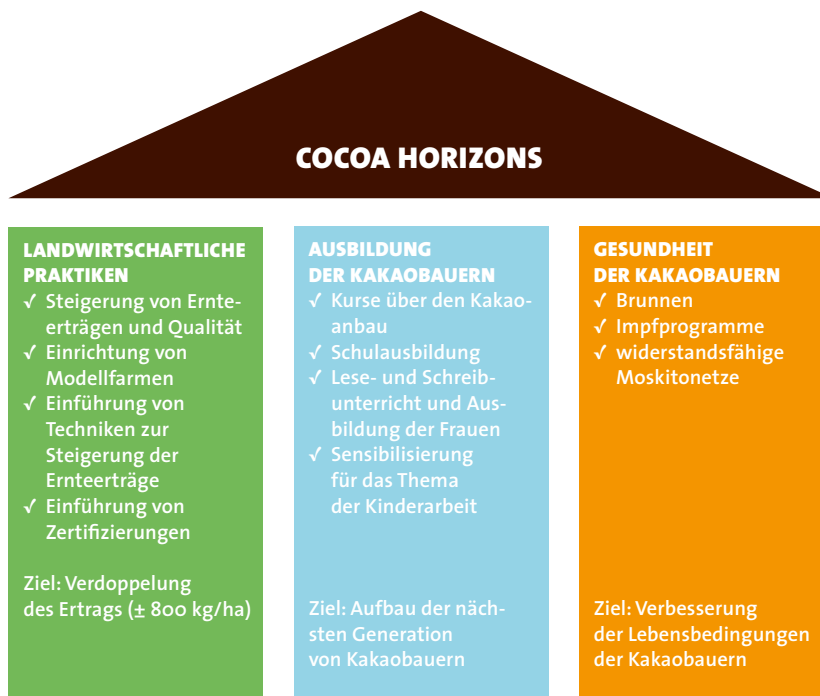 COCOA HORIZONS
LANDWIRTSCHAFTLICHE
PRAKTIKEN
✓ Steigerung von Ernte-
erträgen und Qualität
✓ Einrichtung von
Modellfarmen
✓ Einführung von
Techniken zur
Steigerung der
Ernteerträge
✓ Einführung von
Zertifizierungen
Ziel: Verdoppelung
des Ertrags (± 800 kg/ha)
AUSBILDUNG
DER KAKAOBAUERN
✓ Kurse über den Kakao-
anbau
✓ Schulausbildung
✓ Lese- und Schreib-
unterricht und Aus-
bildung der Frauen
✓ Sensibilisierung
für das Thema
der Kinderarbeit
Ziel: Aufbau der näch-
sten Generation
von Kakaobauern
GESUNDHEIT
DER KAKAOBAUERN
✓ Brunnen
✓ Impfprogramme
✓ widerstandsfähige
Moskitonetze
Ziel: Verbesserung
der Lebensbedingungen
der Kakaobauern